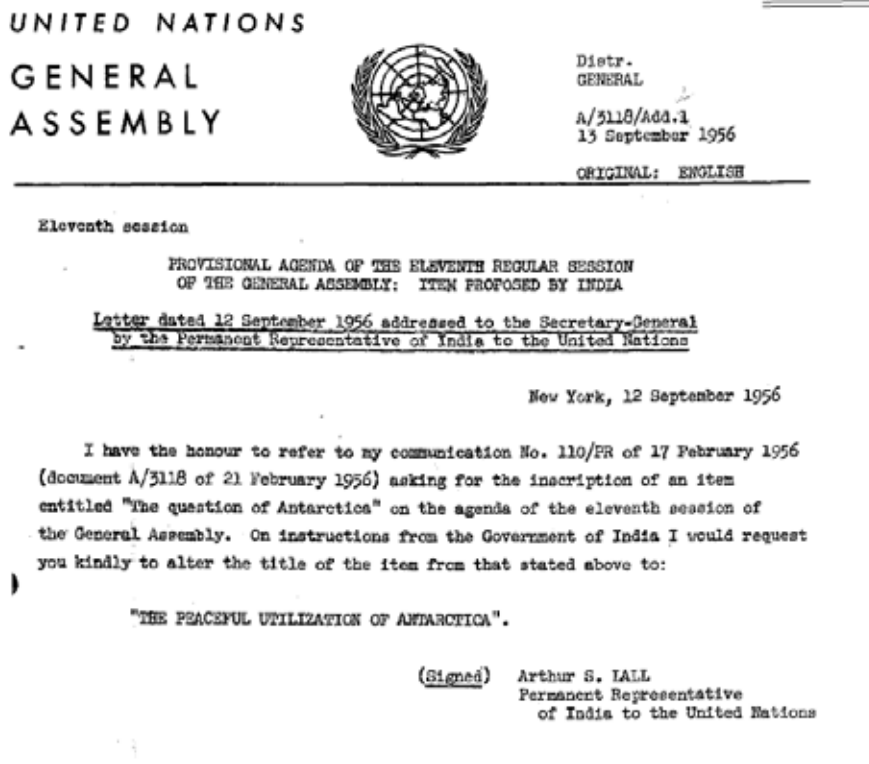 UNITED NATIONS
GENERAL
ASSEMBLY
Distr.
GENERAL
A/3118/Add.1
13 September 1956
ORIGINAL: ENGLISH
Eleventh session
PROVISIONAL AGENDA OF THE ELEVENTH REGULAR SESSION
OF THE GENERAL ASSEMBLY: ITEM PROPOSED BY INDIA
Letter dated 12 September 1956 addressed to the Secretary-General
by the Permanent Representative of India to the United Nations
New York, 12 September 1956
I have the honour to refer to my communication No. 110/PR of 17 February 1956
(document A/3118 of 21 February 1956) asking for the inscription of an item
entitled "The question of Antarctica" on the agenda of the eleventh session of
the General Assembly. On instructions from the Government of India I would request
you kindly to alter the title of the item from that stated above to:
"THE PEACEFUL UTILIZATION OF ANTARCTICA".
(Signed) Arthur S. LALL
Permanent Representative
of India to the United Nations